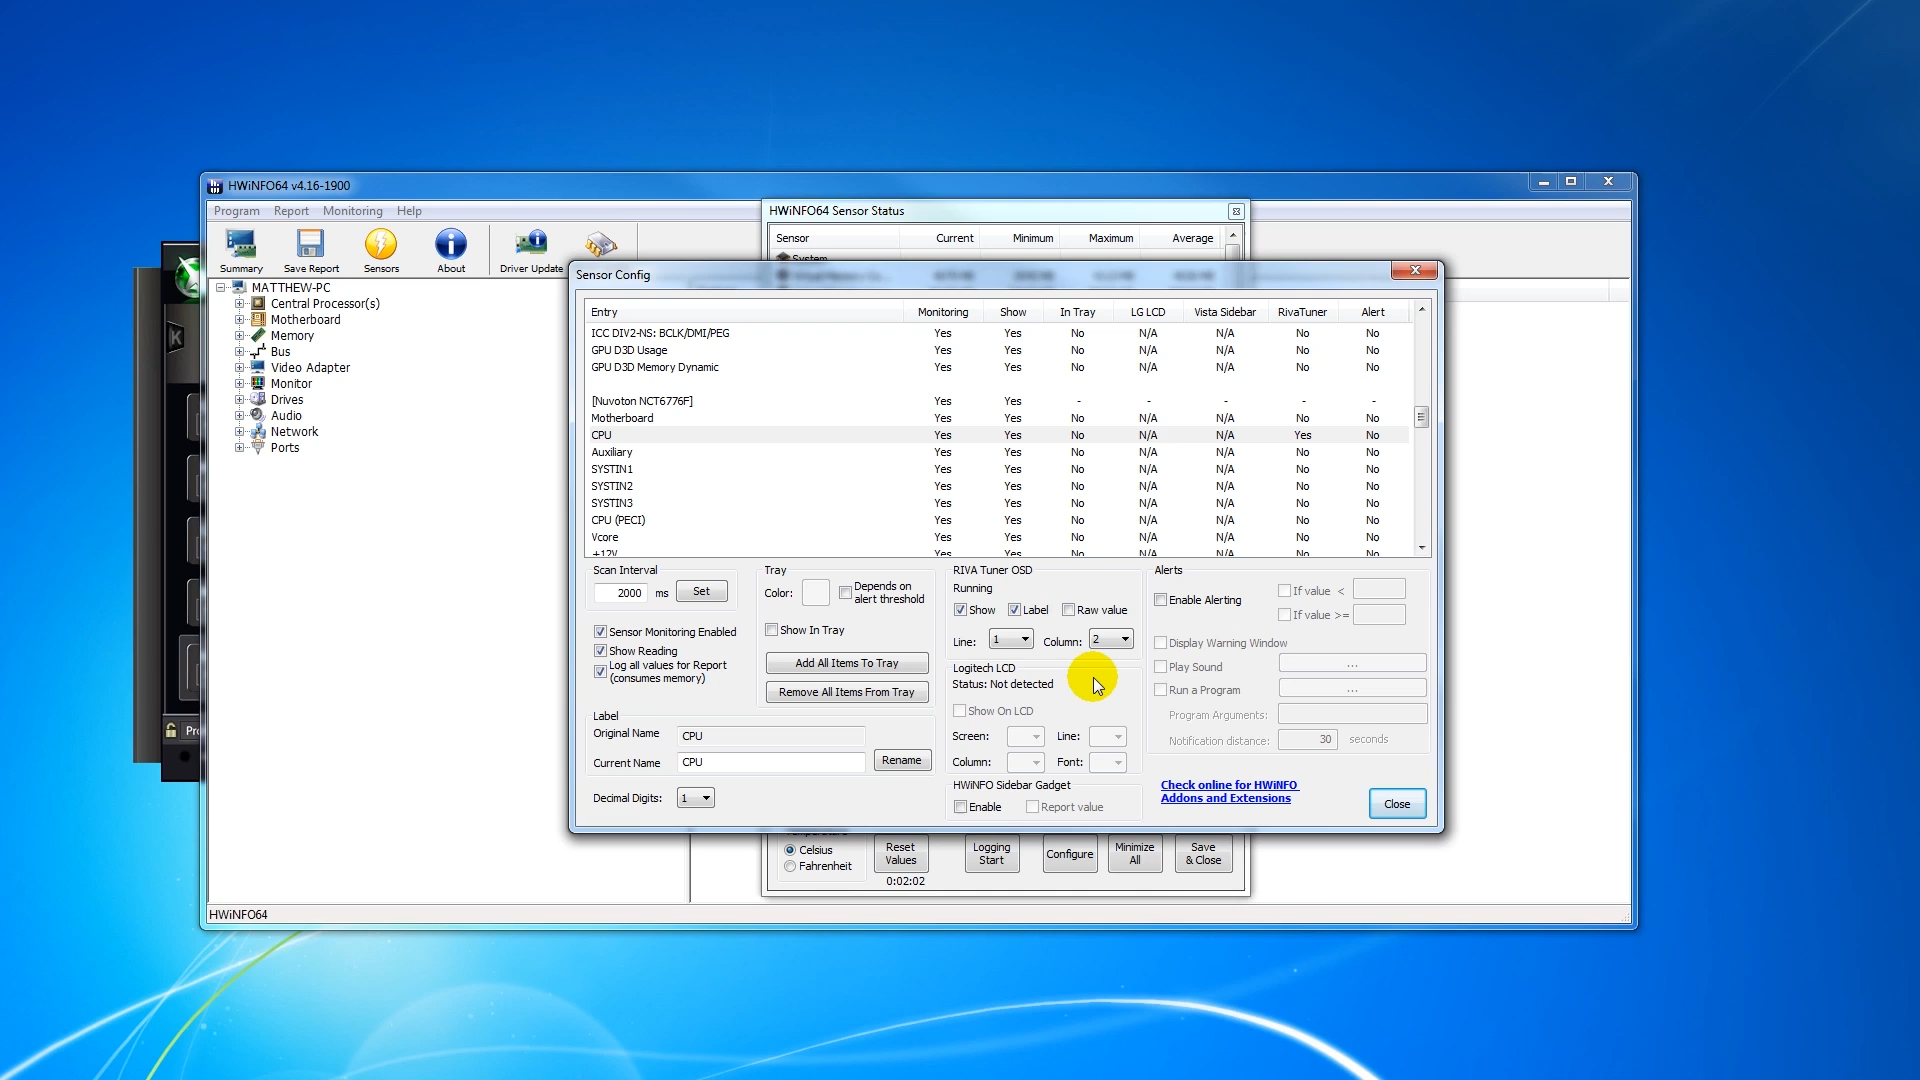 HWiNFO64 v4.16-1900
Program Report Monitoring Help
HWiNFO64 Sensor Status
Sensor Current Minimum Maximum Average
System
Summary Save Report Sensors About Driver Update
Sensor Config
MATTHEW-PC
Central Processor(s)
Motherboard
Memory
Bus
Video Adapter
Monitor
Drives
Audio
Network
Ports
K
Pr
Entry Monitoring Show In Tray LG LCD Vista Sidebar RivaTuner Alert
ICC DIV2-NS: BCLK/DMI/PEG Yes Yes No N/A N/A No No
GPU D3D Usage Yes Yes No N/A N/A No No
GPU D3D Memory Dynamic Yes Yes No N/A N/A No No
[Nuvoton NCT6776F] Yes Yes - - - - -
Motherboard Yes Yes No N/A N/A No No
CPU Yes Yes No N/A N/A Yes No
Auxiliary Yes Yes No N/A N/A No No
SYSTIN1 Yes Yes No N/A N/A No No
SYSTIN2 Yes Yes No N/A N/A No No
SYSTIN3 Yes Yes No N/A N/A No No
CPU (PECI) Yes Yes No N/A N/A No No
Vcore Yes Yes No N/A N/A No No
+12V Yes Yes No N/A N/A No No
Scan Interval
2000 ms Set
Sensor Monitoring Enabled
Show Reading
Log all values for Report
(consumes memory)
Label
Original Name CPU
Current Name CPU Rename
Decimal Digits: 1
Tray
Color: Depends on
alert threshold
Show In Tray
Add All Items To Tray
Remove All Items From Tray
RIVA Tuner OSD
Running
Show Label Raw value
Line: 1 Column: 2
Logitech LCD
Status: Not detected
Show On LCD
Screen: Line:
Column: Font:
HWiNFO Sidebar Gadget
Enable Report value
Alerts
Enable Alerting If value <
If value >=
Display Warning Window
Play Sound ...
Run a Program ...
Program Arguments:
Notification distance: 30 seconds
Check online for HWiNFO
Addons and Extensions
Close
Celsius
Fahrenheit
Reset
Values
0:02:02
Logging
Start
Configure
Minimize
All
Save
& Close
HWiNFO64